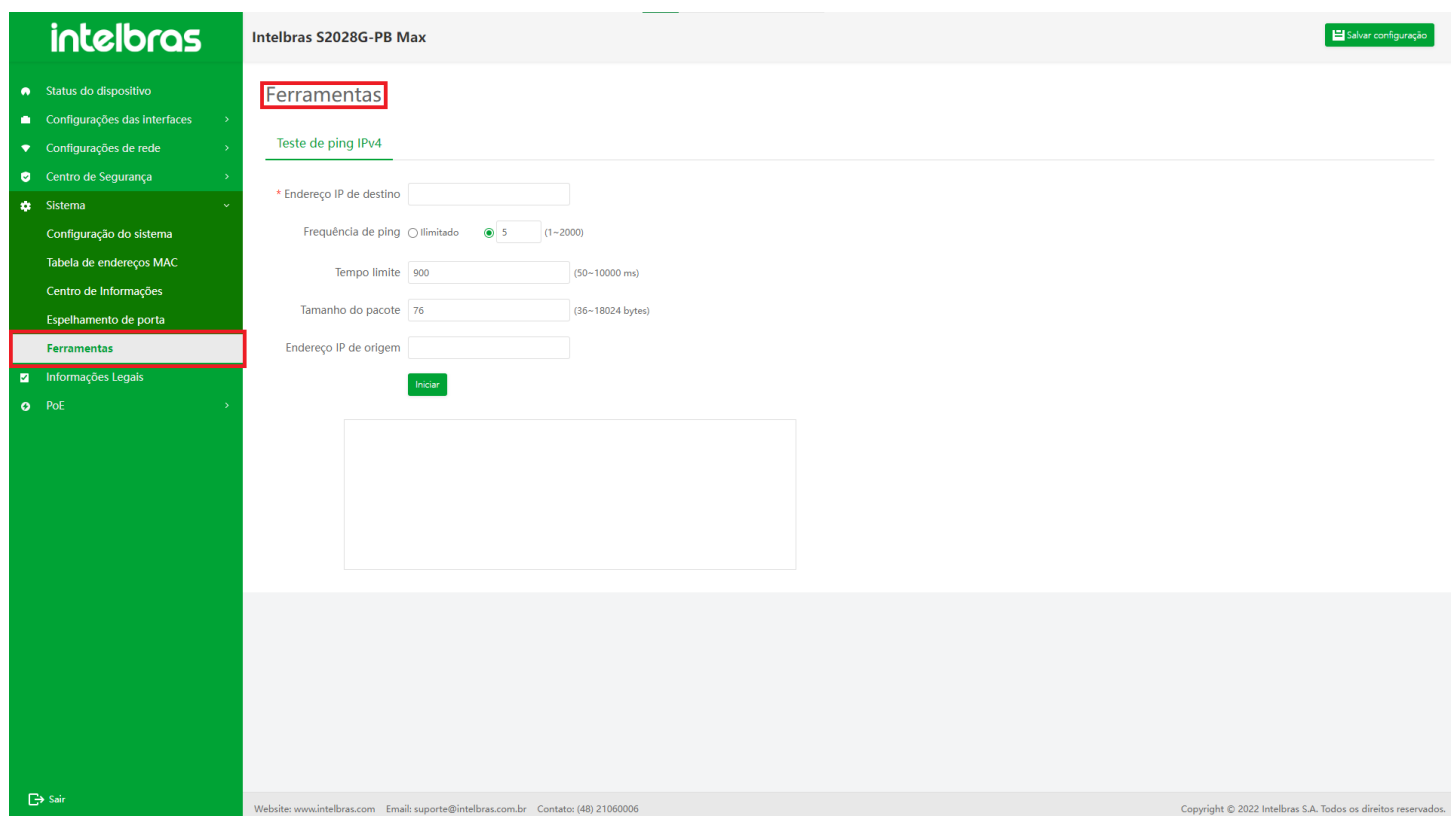 intelbras
Intelbras S2028G-PB Max
Salvar configuração
Status do dispositivo
Configurações das interfaces
Configurações de rede
Centro de Segurança
Sistema
Configuração do sistema
Tabela de endereços MAC
Centro de Informações
Espelhamento de porta
Ferramentas
Informações Legais
PoE
Sair
Ferramentas
Teste de ping IPv4
* Endereço IP de destino
Frequência de ping Ilimitado 5 (1~2000)
Tempo limite 900 (50~10000 ms)
Tamanho do pacote 76 (36~18024 bytes)
Endereço IP de origem
Iniciar
Website: www.intelbras.com Email: suporte@intelbras.com.br Contato: (48) 21060006
Copyright © 2022 Intelbras S.A. Todos os direitos reservados.